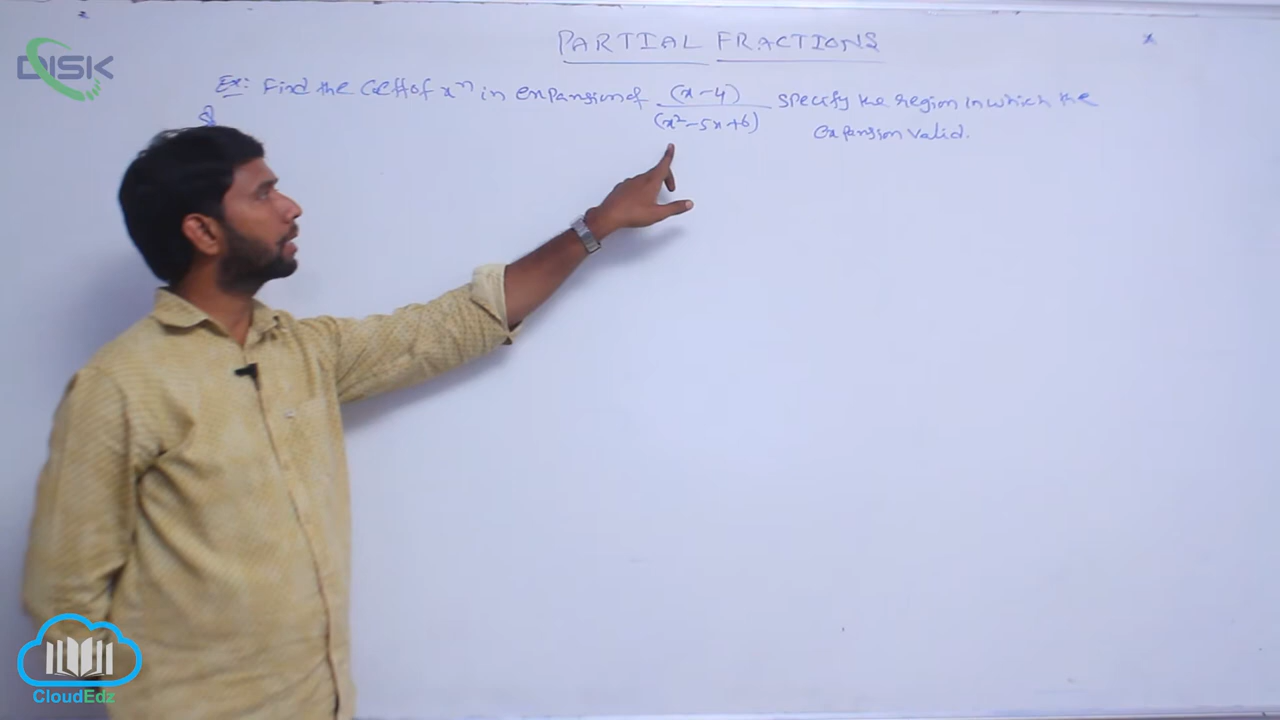 DISK
PARTIAL FRACTIONS
Ex: Find the Coeff of xⁿ in expansion of (x-4)/(x²-5x+6) specify the region in which the
expansion valid.
CloudEdz